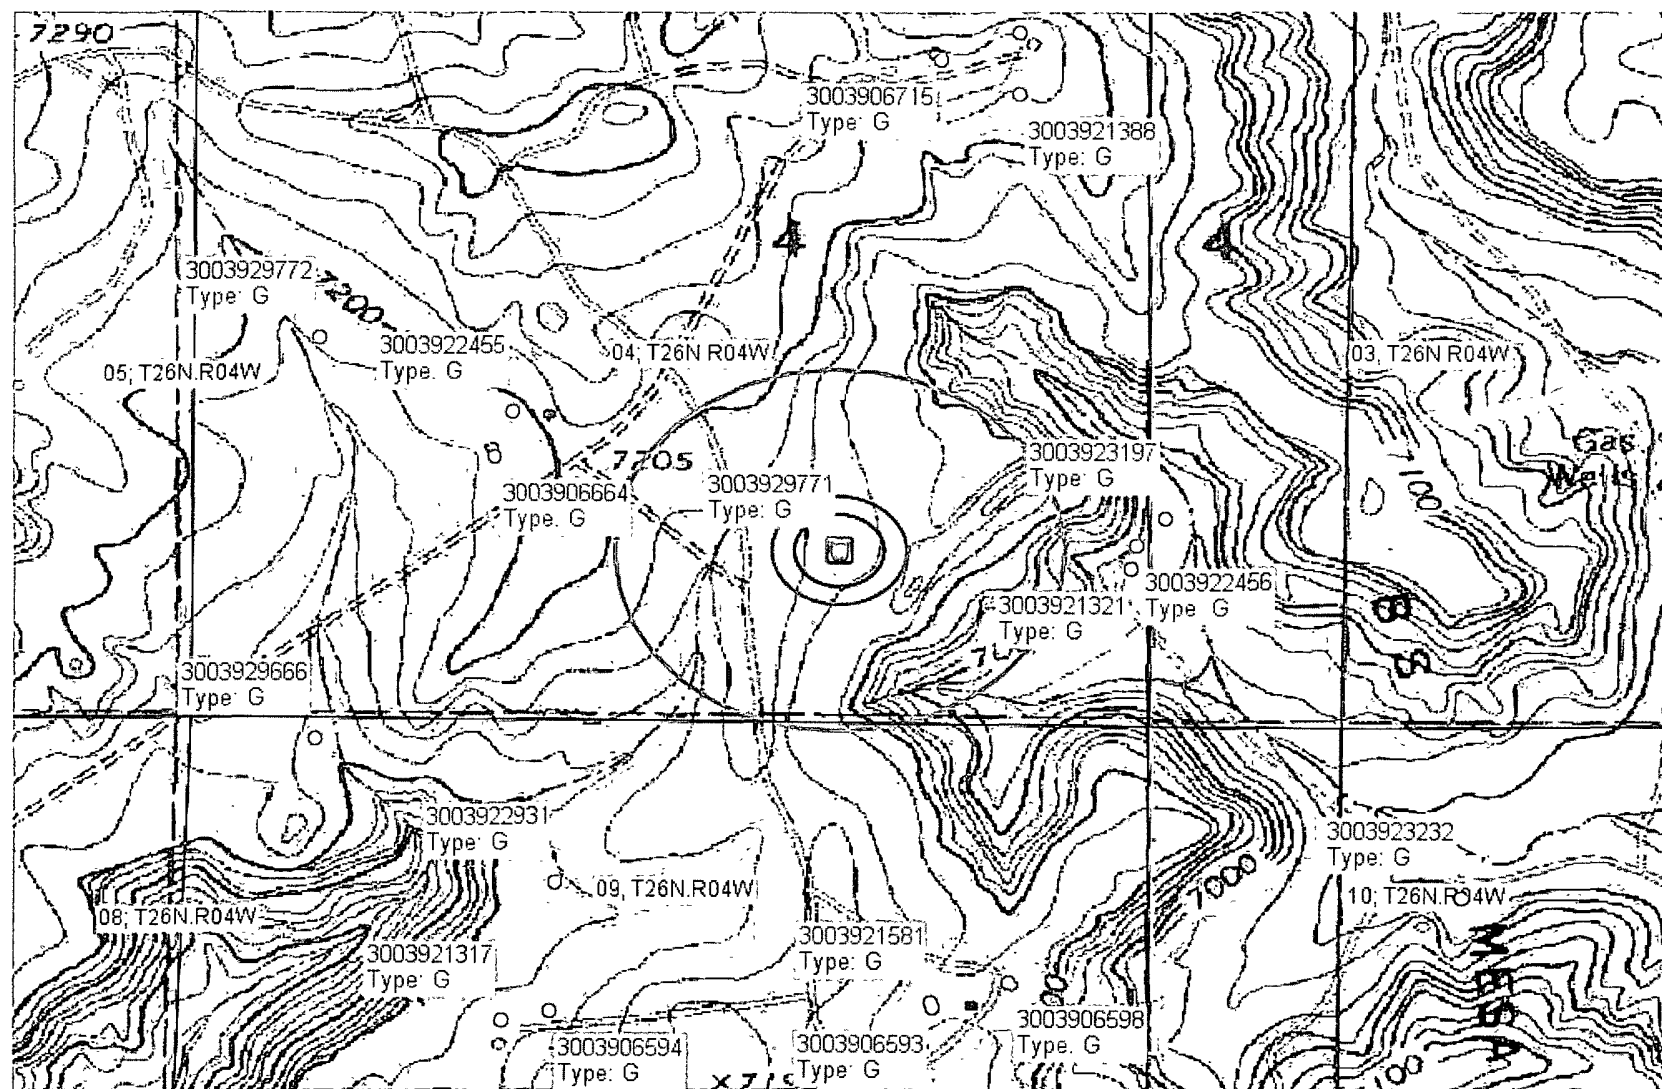 7290
3003906715
Type: G
3003921388
Type: G
4
4
3003929772
Type: G
7200
3003922455
Type: G
04; T26N R04W
03, T26N R04W
05; T26N.R04W
Gas
Wells
7205
3003923197
Type: G
3003906664
Type: G
3003929771
Type: G
100
3003922456
Type: G
3003921321
Type: G
8
S
3003929666
Type: G
3003922931
Type: G
3003923232
Type: G
7000
09, T26N.R04W
10; T26N.R04W
08; T26N.R04W
3003921581
Type: G
3003921317
Type: G
MESA
3003906598
Type: G
3003906594
Type: G
3003906593
Type: G